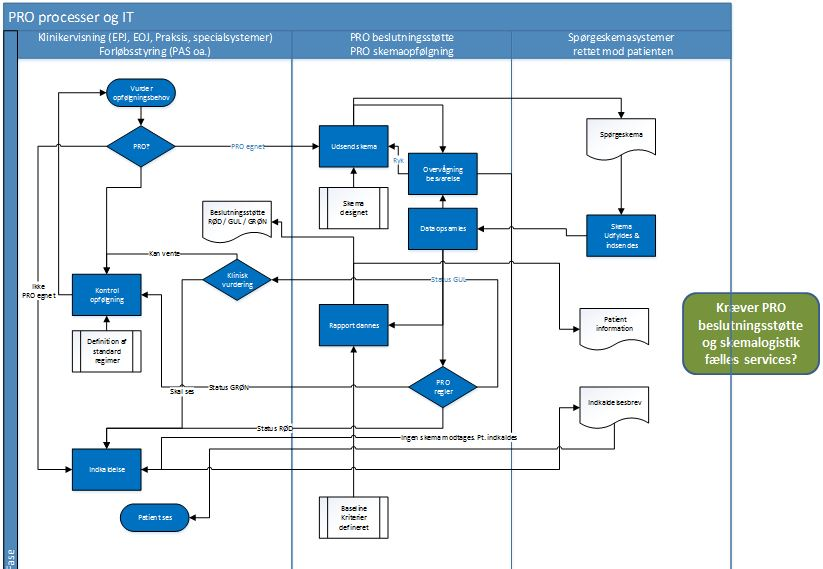 PRO processer og IT
Klinikervisning (EPJ, EOJ, Praksis, specialsystemer)
Forløbsstyring (PAS oa.)
PRO beslutningsstøtte
PRO skemaopfølgning
Spørgeskemasystemer
rettet mod patienten
Vurder
opfølgningsbehov
PRO?
PRO egnet
Udsend skema
Ryk
Overvågning
besvarelse
Spørgeskema
Skema
designet
Beslutningsstøtte
RØD / GUL / GRØN
Dataopsamles
Skema
Udfyldes &
indsendes
Kan vente
Klinisk
vurdering
Status GUL
Ikke
PRO egnet
Kontrol
opfølgning
Rapport dannes
Patient
information
Kræver PRO
beslutningsstøtte
og skemalogistik
fælles services?
Definition af
standard
regimer
Skal ses
Status GRØN
PRO
regler
Indkaldelsesbrev
Status RØD
Ingen skema modtages. Pt. indkaldes
Indkaldelse
Patient ses
Baseline
Kriterier
defineret
Fase